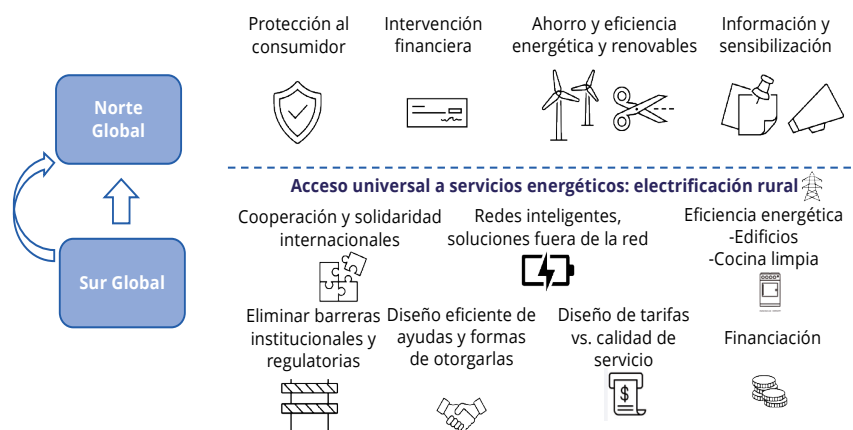 Protección al
consumidor
Intervención
financiera
Ahorro y eficiencia
energética y renovables
Información y
sensibilización
Norte
Global
Acceso universal a servicios energéticos: electrificación rural
Cooperación y solidaridad
internacionales
Redes inteligentes,
soluciones fuera de la red
Eficiencia energética
-Edificios
-Cocina limpia
Sur Global
Eliminar barreras
institucionales y
regulatorias
Diseño eficiente de
ayudas y formas
de otorgarlas
Diseño de tarifas
vs. calidad de
servicio
Financiación
$